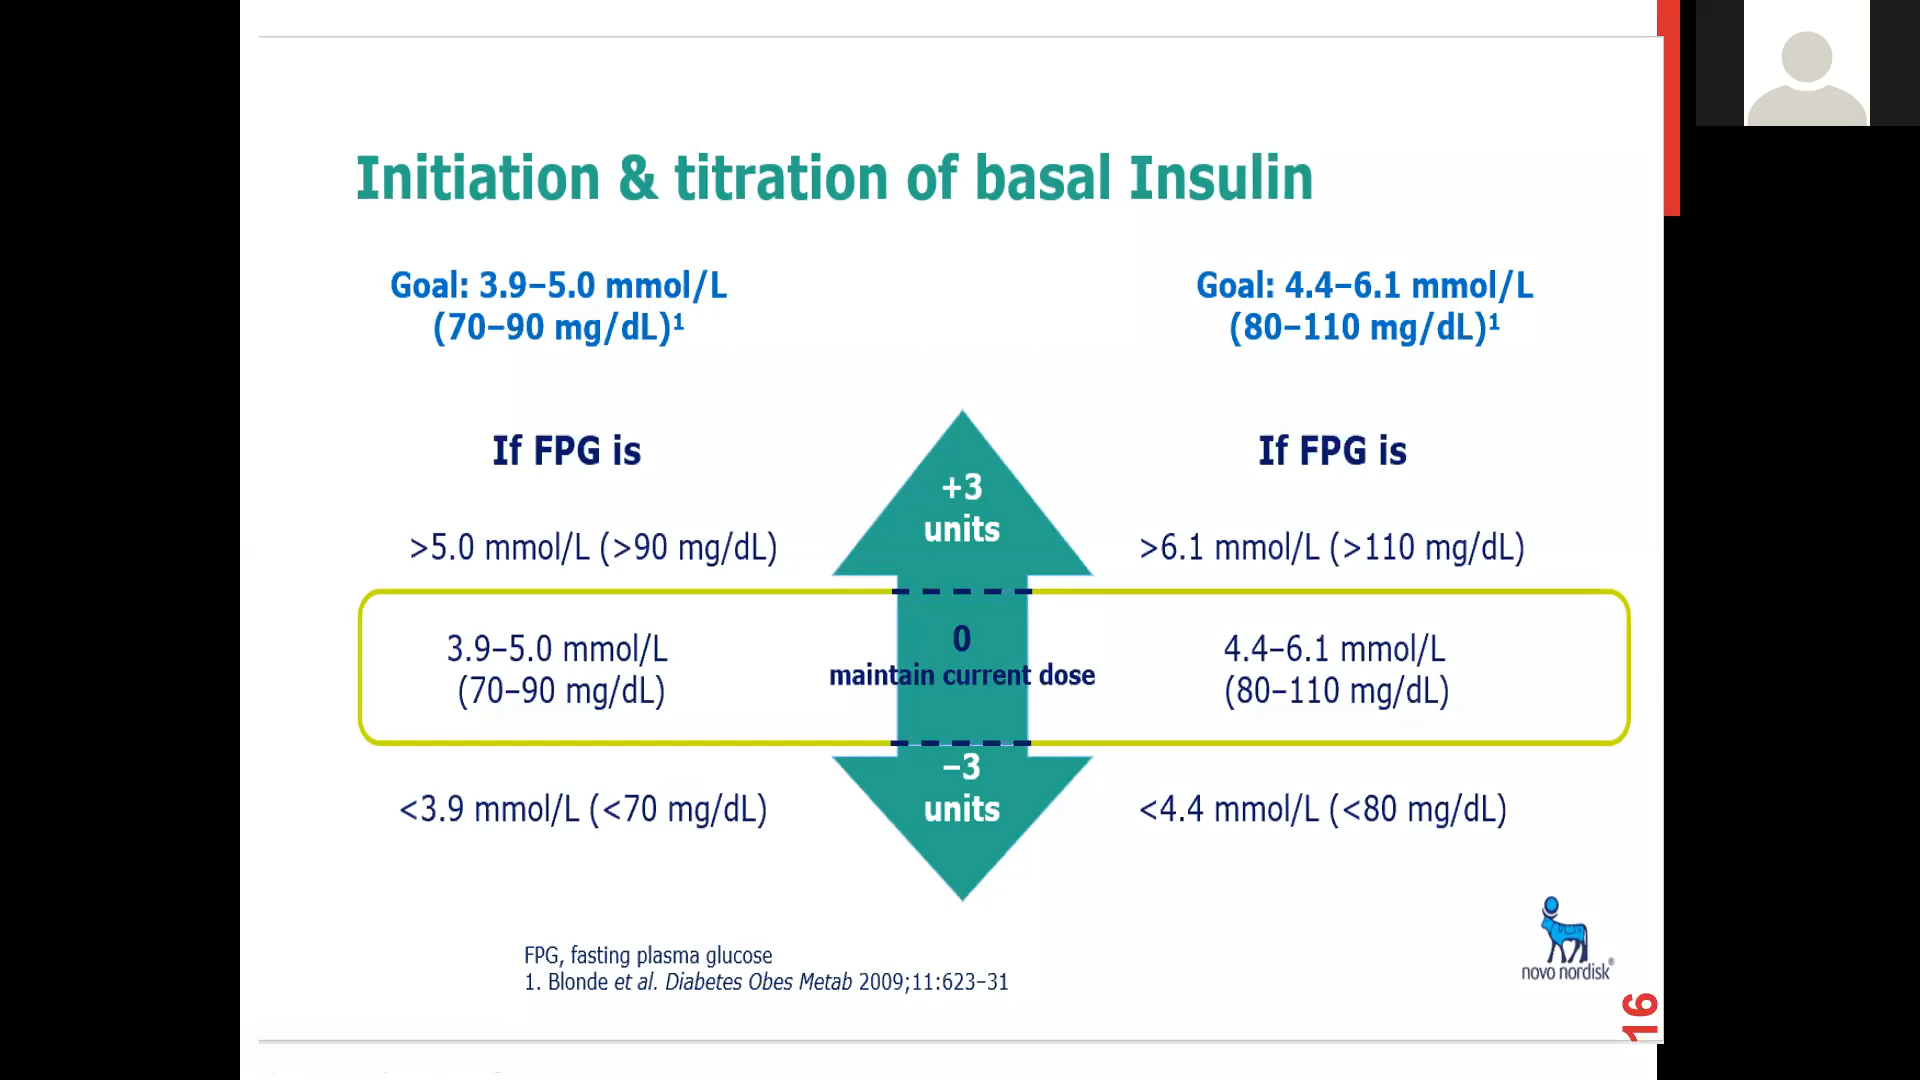 Initiation & titration of basal Insulin
Goal: 3.9–5.0 mmol/L
(70–90 mg/dL)¹
Goal: 4.4–6.1 mmol/L
(80–110 mg/dL)¹
If FPG is
If FPG is
+3
units
>5.0 mmol/L (>90 mg/dL)
>6.1 mmol/L (>110 mg/dL)
3.9–5.0 mmol/L
(70–90 mg/dL)
0
maintain current dose
4.4–6.1 mmol/L
(80–110 mg/dL)
–3
units
<3.9 mmol/L (<70 mg/dL)
<4.4 mmol/L (<80 mg/dL)
FPG, fasting plasma glucose
1. Blonde et al. Diabetes Obes Metab 2009;11:623–31
novo nordisk®
16